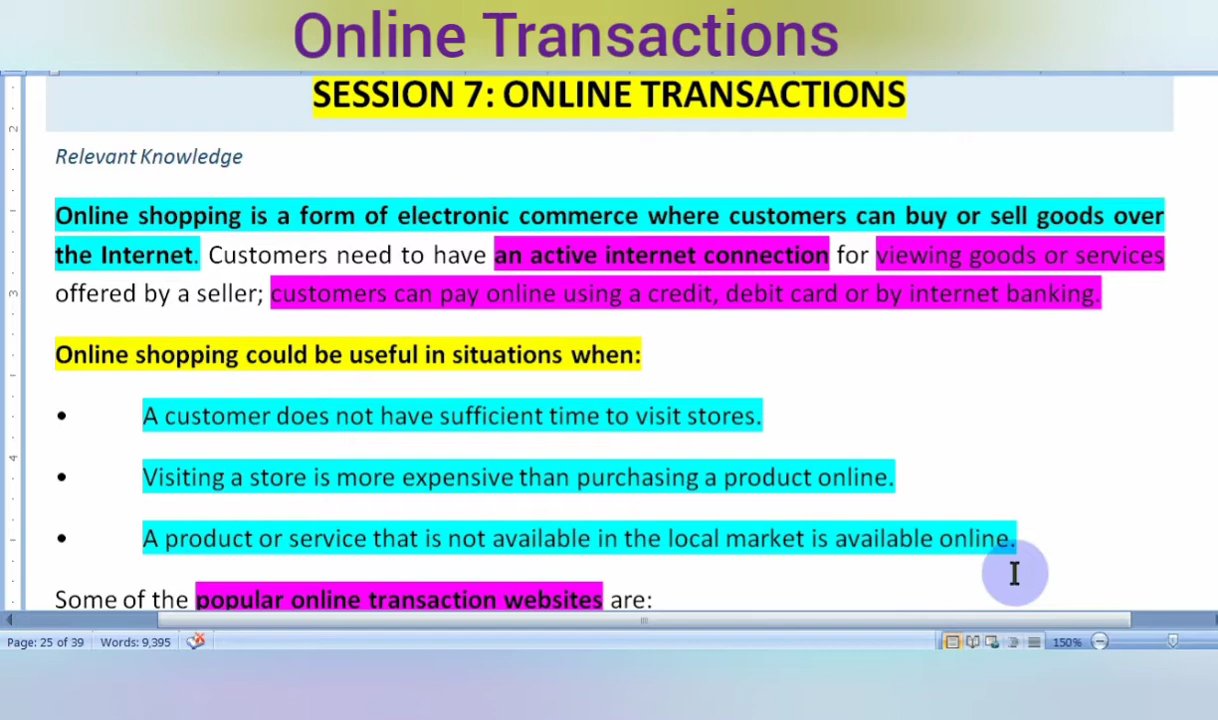 Online Transactions
SESSION 7: ONLINE TRANSACTIONS
Relevant Knowledge
Online shopping is a form of electronic commerce where customers can buy or sell goods over
the Internet. Customers need to have an active internet connection for viewing goods or services
offered by a seller; customers can pay online using a credit, debit card or by internet banking.
Online shopping could be useful in situations when:
• A customer does not have sufficient time to visit stores.
• Visiting a store is more expensive than purchasing a product online.
• A product or service that is not available in the local market is available online.
Some of the popular online transaction websites are:
Page: 25 of 39 Words: 9,395 150%
2
3
4